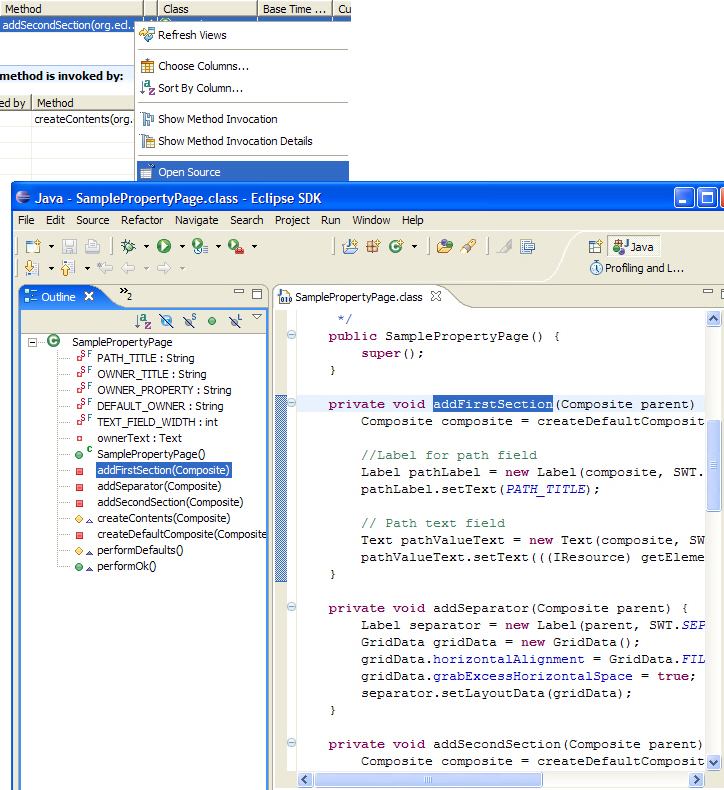 Method Class Base Time ... Cu
addSecondSection(org.ecl...
Refresh Views
Choose Columns...
Sort By Column...
Show Method Invocation
Show Method Invocation Details
Open Source
method is invoked by:
ed by Method
createContents(org.
Java - SamplePropertyPage.class - Eclipse SDK
File Edit Source Refactor Navigate Search Project Run Window Help
Java
Profiling and L...
Outline 2
SamplePropertyPage
PATH_TITLE : String
OWNER_TITLE : String
OWNER_PROPERTY : String
DEFAULT_OWNER : String
TEXT_FIELD_WIDTH : int
ownerText : Text
SamplePropertyPage()
addFirstSection(Composite)
addSeparator(Composite)
addSecondSection(Composite)
createContents(Composite)
createDefaultComposite(Composite
performDefaults()
performOk()
SamplePropertyPage.class
*/
public SamplePropertyPage() {
super();
}
private void addFirstSection(Composite parent)
Composite composite = createDefaultComposit
//Label for path field
Label pathLabel = new Label(composite, SWT.
pathLabel.setText(PATH_TITLE);
// Path text field
Text pathValueText = new Text(composite, SW
pathValueText.setText(((IResource) getEleme
}
private void addSeparator(Composite parent) {
Label separator = new Label(parent, SWT.SEP
GridData gridData = new GridData();
gridData.horizontalAlignment = GridData.FIL
gridData.grabExcessHorizontalSpace = true;
separator.setLayoutData(gridData);
}
private void addSecondSection(Composite parent)
Composite composite = createDefaultComposit